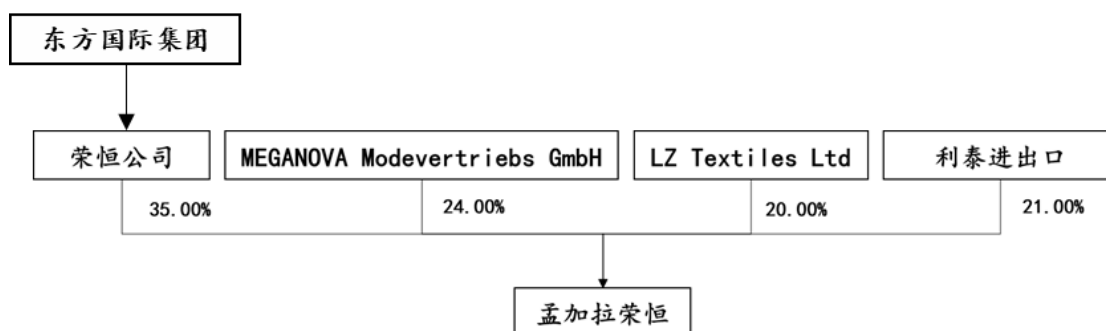 东方国际集团
荣恒公司
MEGANOVA Modevertriebs GmbH
LZ Textiles Ltd
利泰进出口
35.00%
24.00%
20.00%
21.00%
孟加拉荣恒